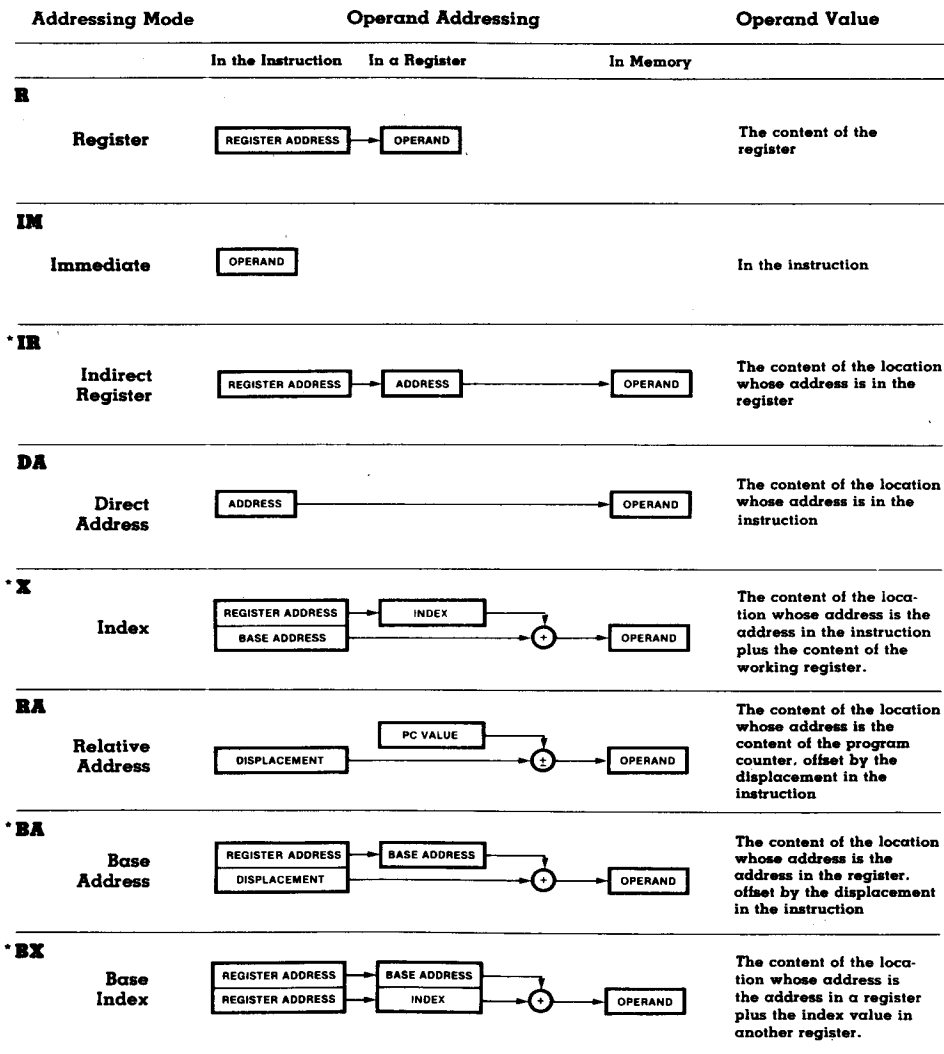 Addressing Mode Operand Addressing Operand Value
In the Instruction In a Register In Memory
R
Register
REGISTER ADDRESS OPERAND
The content of the
register
IM
Immediate
OPERAND
In the instruction
*IR
Indirect
Register
REGISTER ADDRESS ADDRESS OPERAND
The content of the location
whose address is in the
register
DA
Direct
Address
ADDRESS OPERAND
The content of the location
whose address is in the
instruction
*X
Index
REGISTER ADDRESS INDEX
BASE ADDRESS + OPERAND
The content of the loca-
tion whose address is the
address in the instruction
plus the content of the
working register.
RA
Relative
Address
PC VALUE
DISPLACEMENT ± OPERAND
The content of the location
whose address is the
content of the program
counter, offset by the
displacement in the
instruction
*BA
Base
Address
REGISTER ADDRESS BASE ADDRESS
DISPLACEMENT + OPERAND
The content of the location
whose address is the
address in the register,
offset by the displacement
in the instruction
*BX
Base
Index
REGISTER ADDRESS BASE ADDRESS
REGISTER ADDRESS INDEX + OPERAND
The content of the loca-
tion whose address is
the address in a register
plus the index value in
another register.